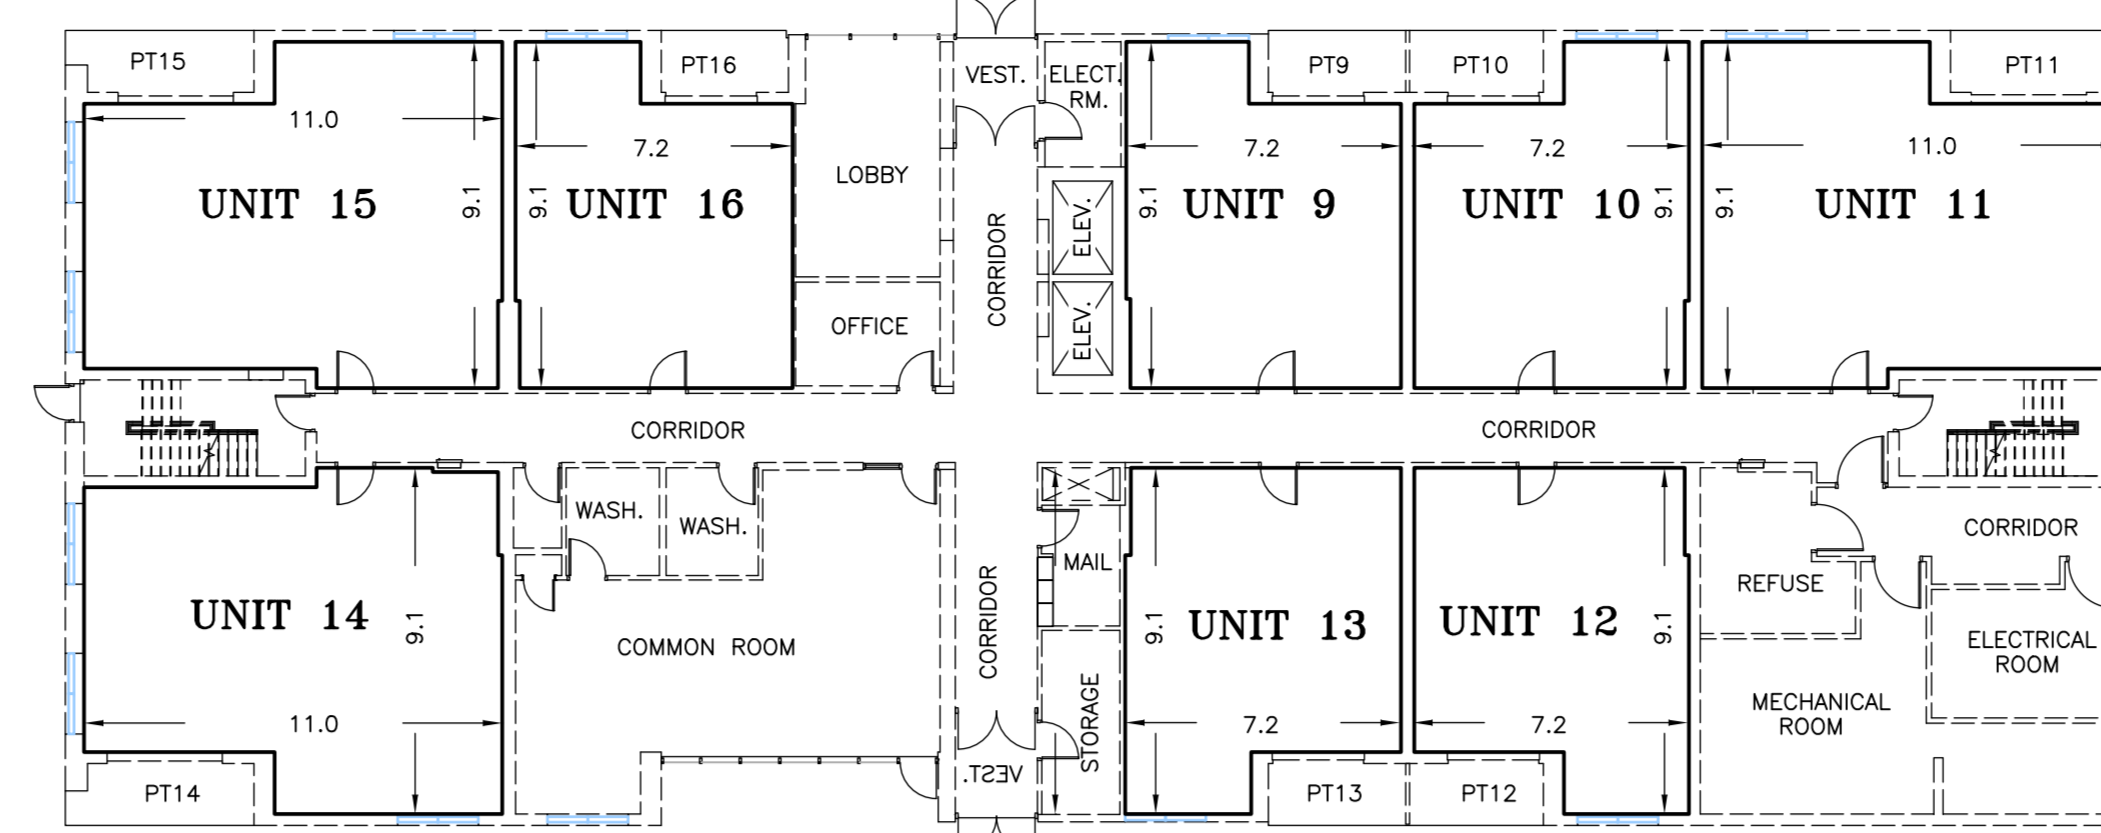 PT15
PT16
VEST.
ELECT.
RM.
PT9
PT10
PT11
11.0
7.2
7.2
7.2
11.0
LOBBY
UNIT 15
9.1
9.1
UNIT 16
CORRIDOR
ELEV.
9.1
UNIT 9
UNIT 10
9.1
9.1
UNIT 11
OFFICE
ELEV.
CORRIDOR
CORRIDOR
WASH.
WASH.
MAIL
CORRIDOR
REFUSE
UNIT 14
9.1
COMMON ROOM
CORRIDOR
9.1
UNIT 13
UNIT 12
9.1
ELECTRICAL
ROOM
MECHANICAL
ROOM
11.0
STORAGE
7.2
7.2
VEST.
PT14
PT13
PT12